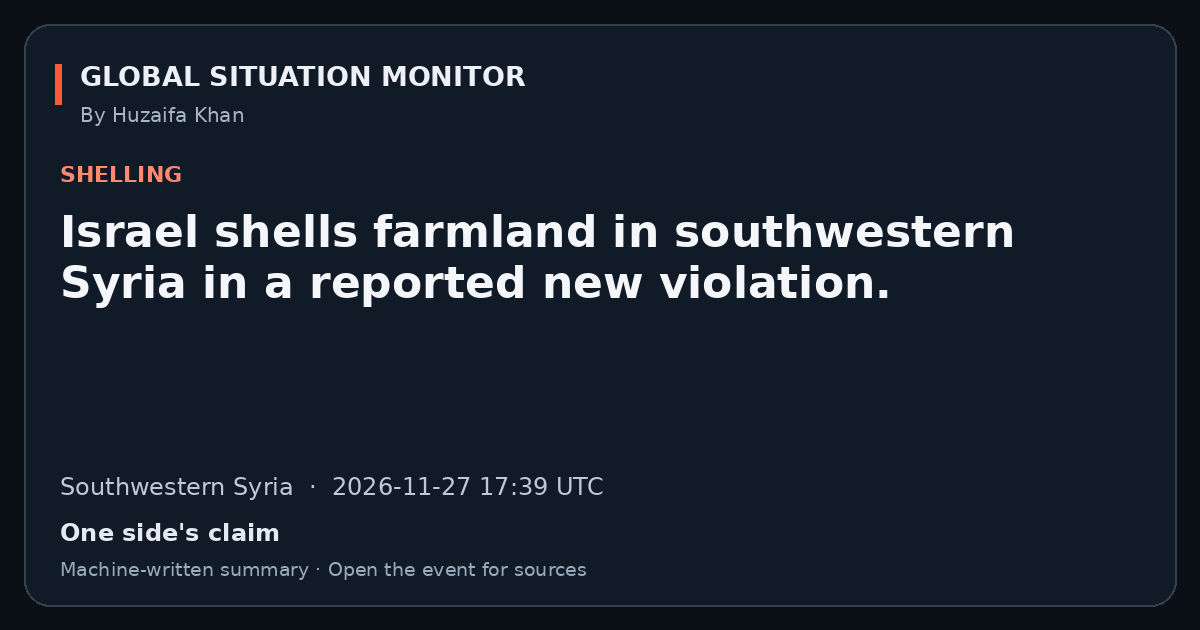 GLOBAL SITUATION MONITOR
By Huzaifa Khan
SHELLING
Israel shells farmland in southwestern
Syria in a reported new violation.
Southwestern Syria · 2026-11-27 17:39 UTC
One side's claim
Machine-written summary · Open the event for sources